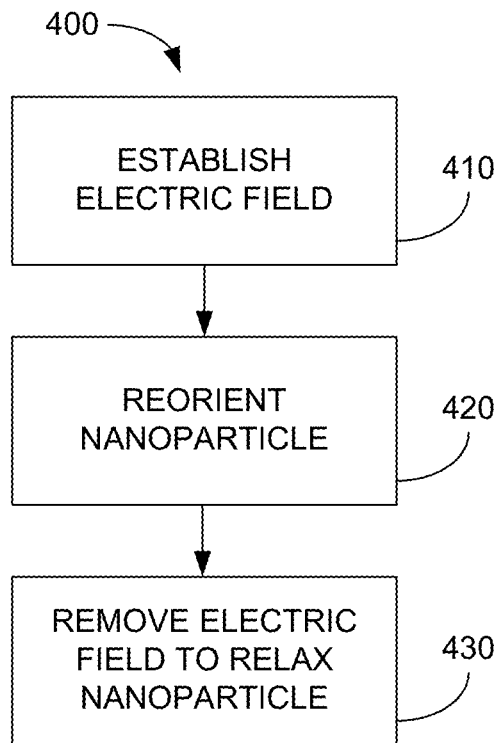 400
ESTABLISH
ELECTRIC FIELD
410
REORIENT
NANOPARTICLE
420
REMOVE ELECTRIC
FIELD TO RELAX
NANOPARTICLE
430